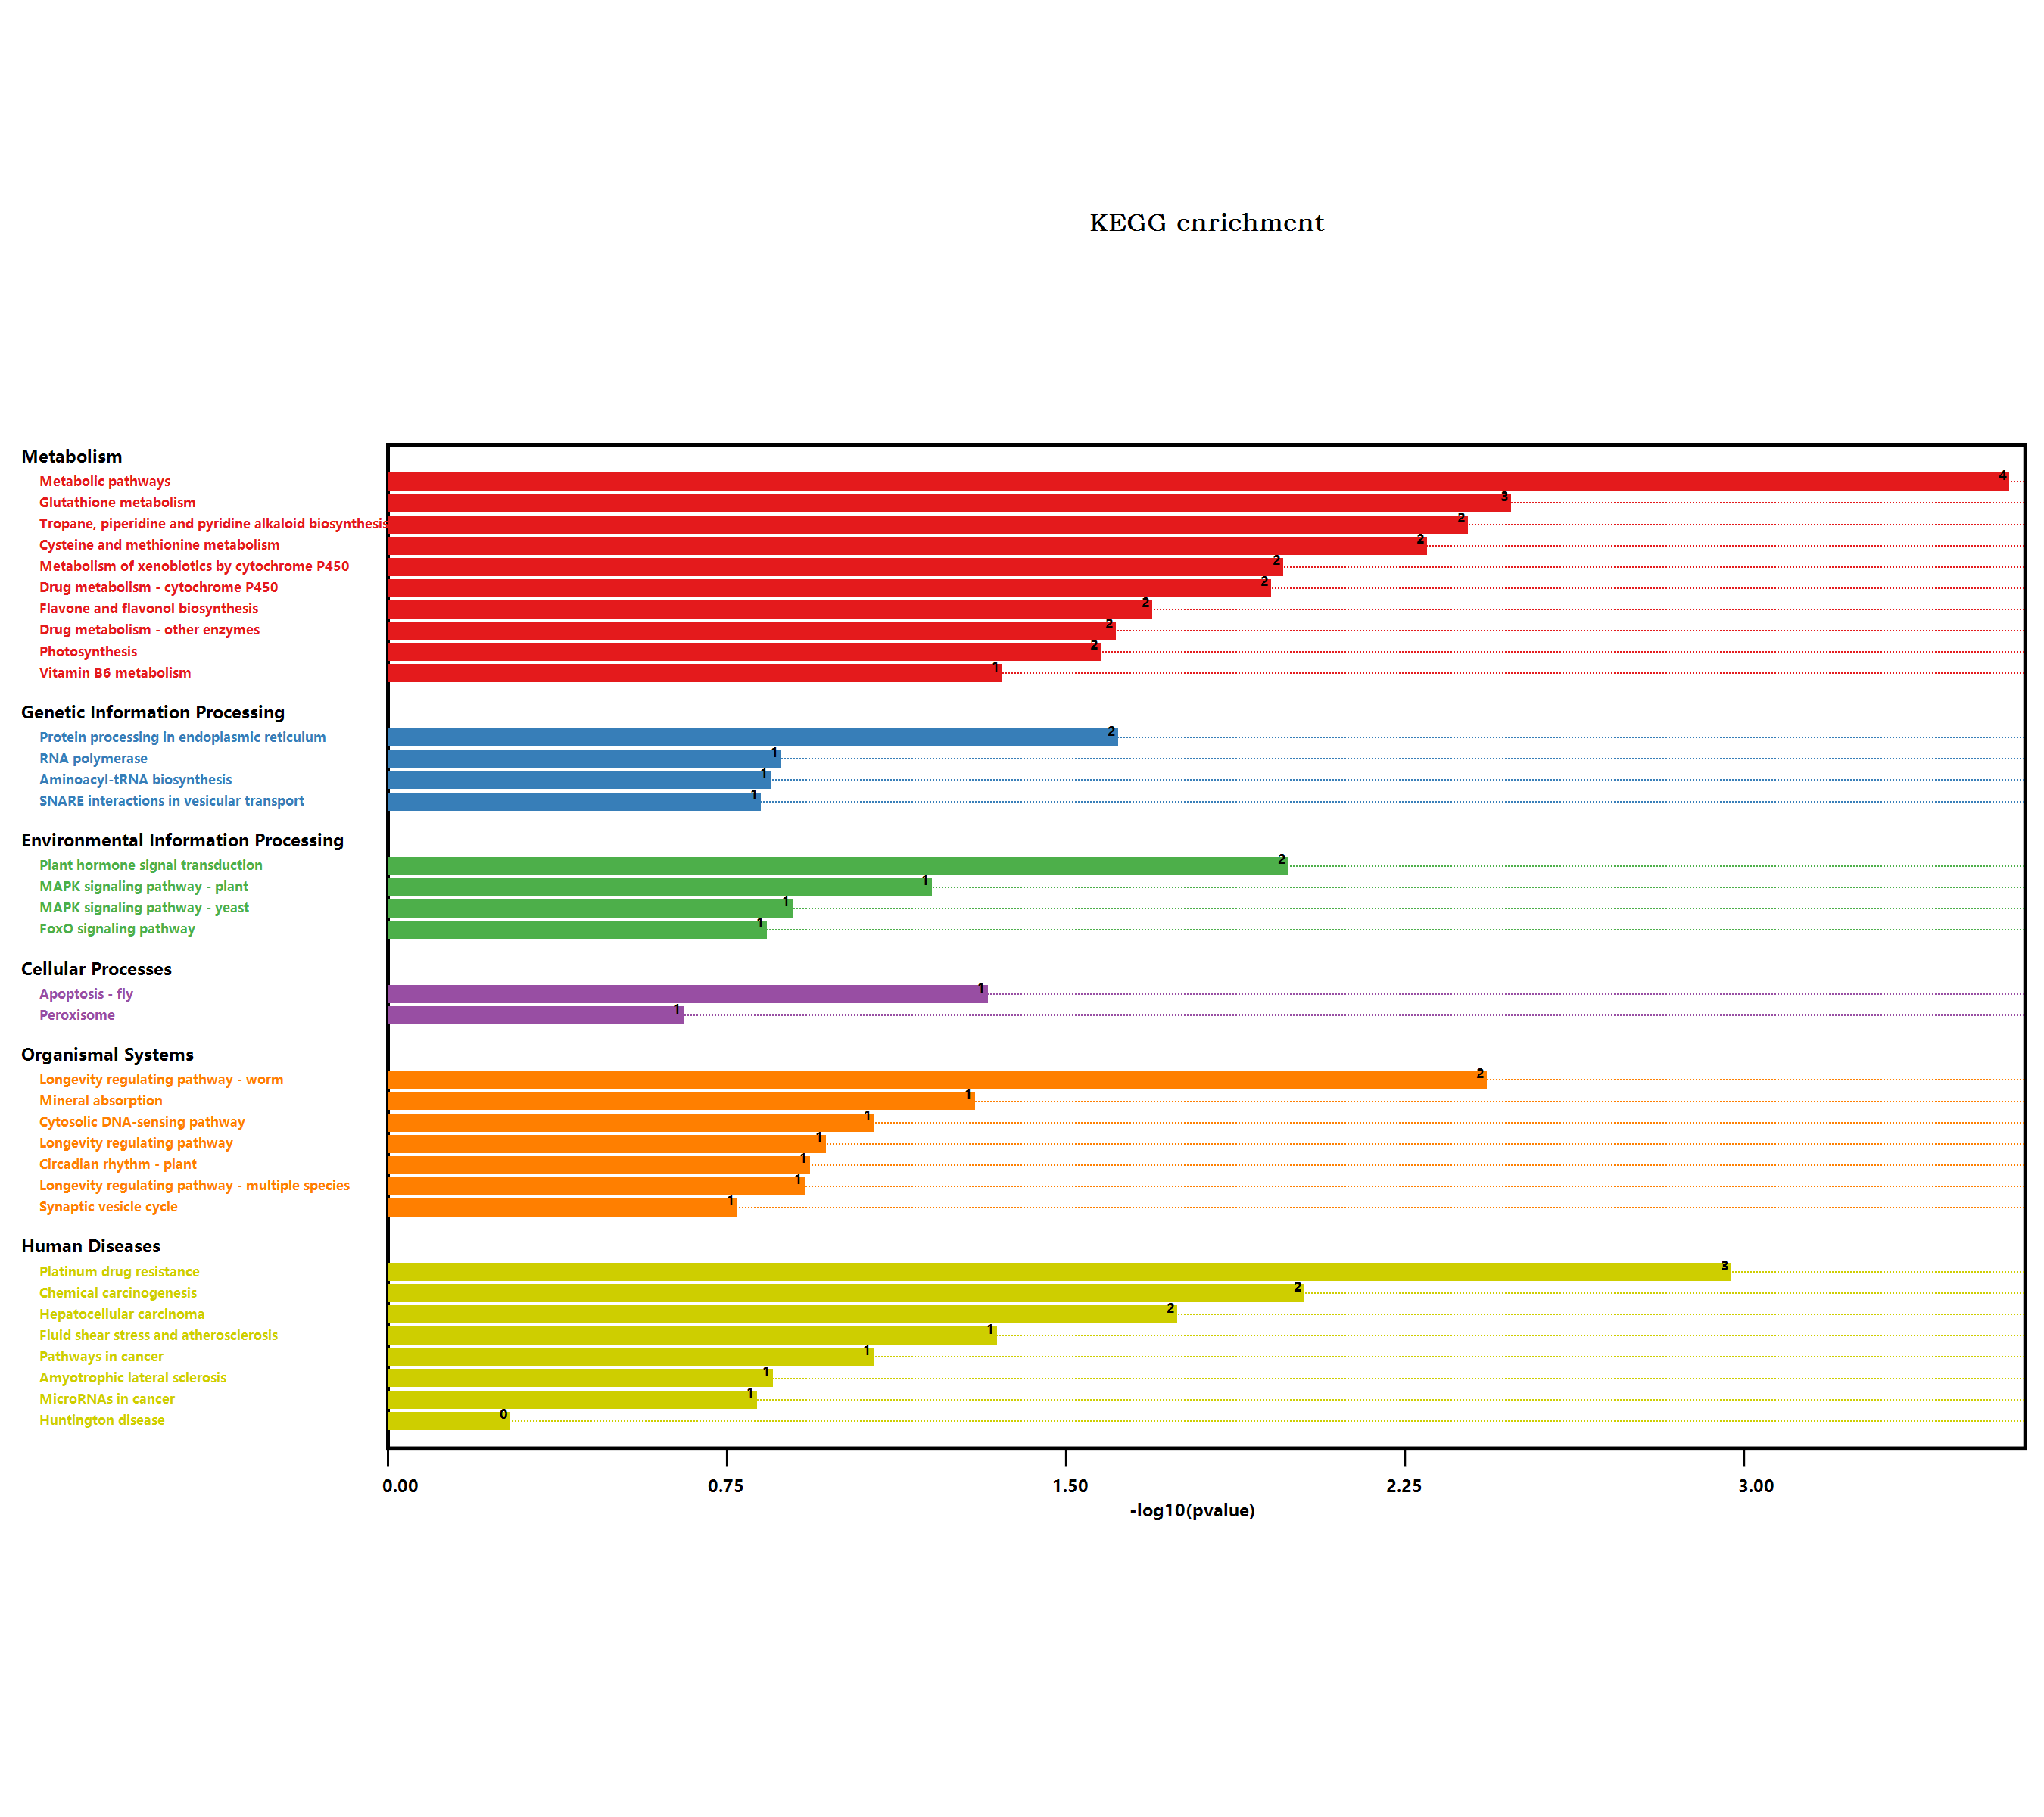 KEGG enrichment
Metabolism
Metabolic pathways 4
Glutathione metabolism 3
Tropane, piperidine and pyridine alkaloid biosynthesis 2
Cysteine and methionine metabolism 2
Metabolism of xenobiotics by cytochrome P450 2
Drug metabolism - cytochrome P450 2
Flavone and flavonol biosynthesis 2
Drug metabolism - other enzymes 2
Photosynthesis 2
Vitamin B6 metabolism 1
Genetic Information Processing
Protein processing in endoplasmic reticulum 2
RNA polymerase 1
Aminoacyl-tRNA biosynthesis 1
SNARE interactions in vesicular transport 1
Environmental Information Processing
Plant hormone signal transduction 2
MAPK signaling pathway - plant 1
MAPK signaling pathway - yeast 1
FoxO signaling pathway 1
Cellular Processes
Apoptosis - fly 1
Peroxisome 1
Organismal Systems
Longevity regulating pathway - worm 2
Mineral absorption 1
Cytosolic DNA-sensing pathway 1
Longevity regulating pathway 1
Circadian rhythm - plant 1
Longevity regulating pathway - multiple species 1
Synaptic vesicle cycle 1
Human Diseases
Platinum drug resistance 3
Chemical carcinogenesis 2
Hepatocellular carcinoma 2
Fluid shear stress and atherosclerosis 1
Pathways in cancer 1
Amyotrophic lateral sclerosis 1
MicroRNAs in cancer 1
Huntington disease 0
0.00 0.75 1.50 2.25 3.00
-log10(pvalue)